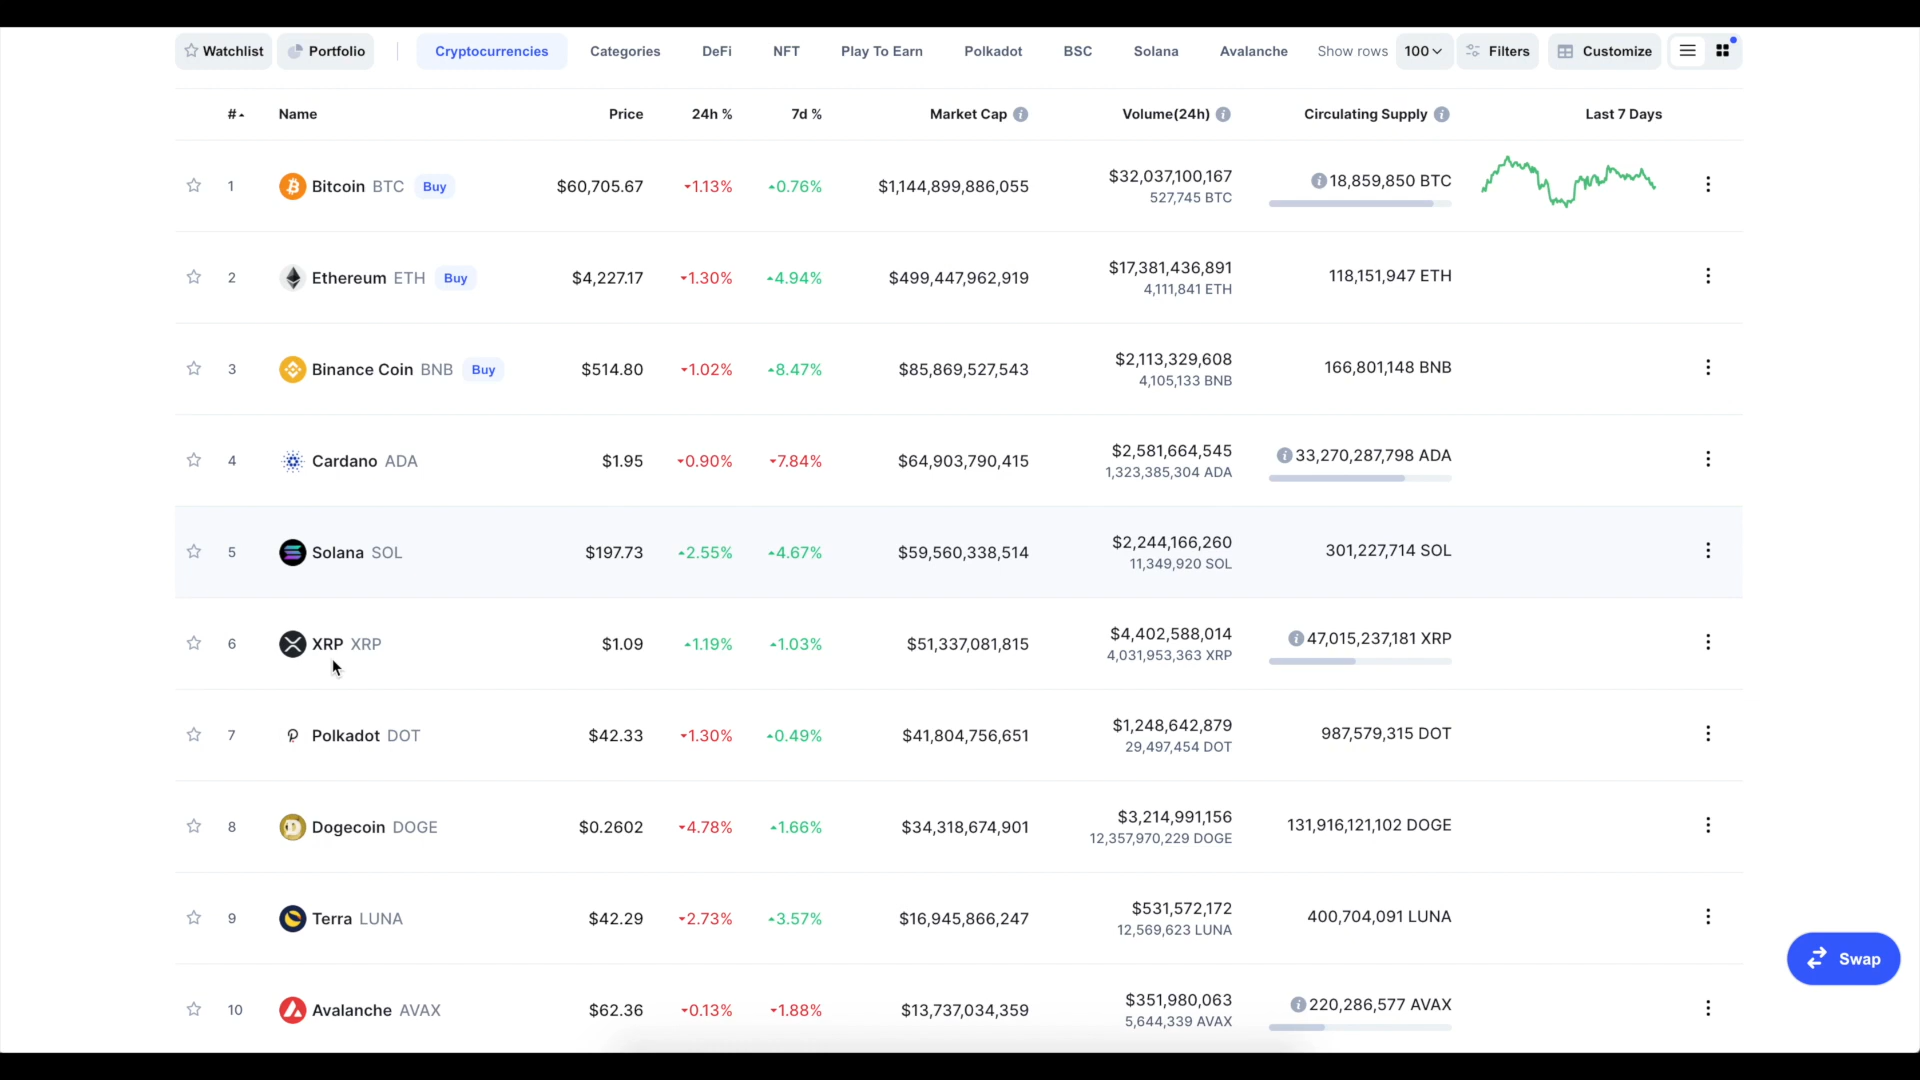 Watchlist Portfolio Cryptocurrencies Categories DeFi NFT Play To Earn Polkadot BSC Solana Avalanche Show rows 100 Filters Customize
# Name Price 24h % 7d % Market Cap Volume(24h) Circulating Supply Last 7 Days
1 Bitcoin BTC Buy $60,705.67 1.13% 0.76% $1,144,899,886,055 $32,037,100,167 18,859,850 BTC
527,745 BTC
2 Ethereum ETH Buy $4,227.17 1.30% 4.94% $499,447,962,919 $17,381,436,891 118,151,947 ETH
4,111,841 ETH
3 Binance Coin BNB Buy $514.80 1.02% 8.47% $85,869,527,543 $2,113,329,608 166,801,148 BNB
4,105,133 BNB
4 Cardano ADA $1.95 0.90% 7.84% $64,903,790,415 $2,581,664,545 33,270,287,798 ADA
1,323,385,304 ADA
5 Solana SOL $197.73 2.55% 4.67% $59,560,338,514 $2,244,166,260 301,227,714 SOL
11,349,920 SOL
6 XRP XRP $1.09 1.19% 1.03% $51,337,081,815 $4,402,588,014 47,015,237,181 XRP
4,031,953,363 XRP
7 Polkadot DOT $42.33 1.30% 0.49% $41,804,756,651 $1,248,642,879 987,579,315 DOT
29,497,454 DOT
8 Dogecoin DOGE $0.2602 4.78% 1.66% $34,318,674,901 $3,214,991,156 131,916,121,102 DOGE
12,357,970,229 DOGE
9 Terra LUNA $42.29 2.73% 3.57% $16,945,866,247 $531,572,172 400,704,091 LUNA
12,569,623 LUNA
Swap
10 Avalanche AVAX $62.36 0.13% 1.88% $13,737,034,359 $351,980,063 220,286,577 AVAX
5,644,339 AVAX